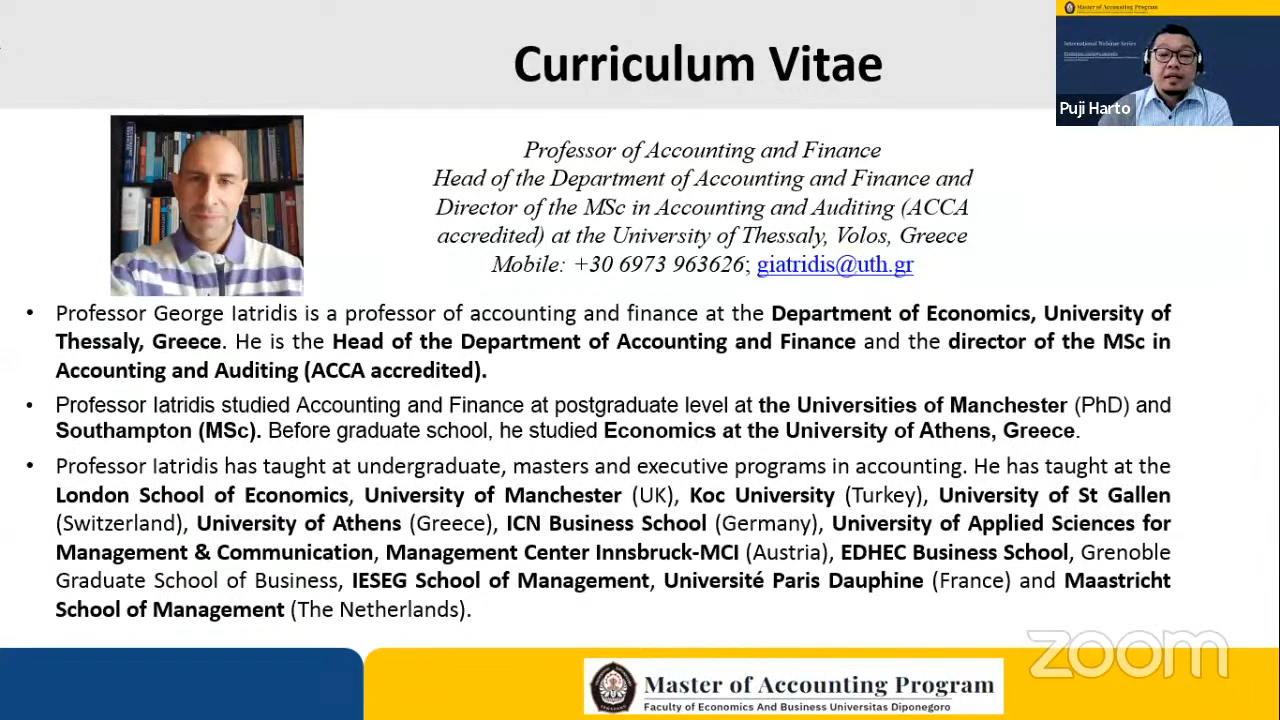 Curriculum Vitae
Master of Accounting Program
International Webinar Series
Puji Harto
Professor of Accounting and Finance
Head of the Department of Accounting and Finance and
Director of the MSc in Accounting and Auditing (ACCA
accredited) at the University of Thessaly, Volos, Greece
Mobile: +30 6973 963626; giatridis@uth.gr
• Professor George Iatridis is a professor of accounting and finance at the Department of Economics, University of
Thessaly, Greece. He is the Head of the Department of Accounting and Finance and the director of the MSc in
Accounting and Auditing (ACCA accredited).
• Professor Iatridis studied Accounting and Finance at postgraduate level at the Universities of Manchester (PhD) and
Southampton (MSc). Before graduate school, he studied Economics at the University of Athens, Greece.
• Professor Iatridis has taught at undergraduate, masters and executive programs in accounting. He has taught at the
London School of Economics, University of Manchester (UK), Koc University (Turkey), University of St Gallen
(Switzerland), University of Athens (Greece), ICN Business School (Germany), University of Applied Sciences for
Management & Communication, Management Center Innsbruck-MCI (Austria), EDHEC Business School, Grenoble
Graduate School of Business, IESEG School of Management, Université Paris Dauphine (France) and Maastricht
School of Management (The Netherlands).
zoom
Master of Accounting Program
Faculty of Economics And Business Universitas Diponegoro